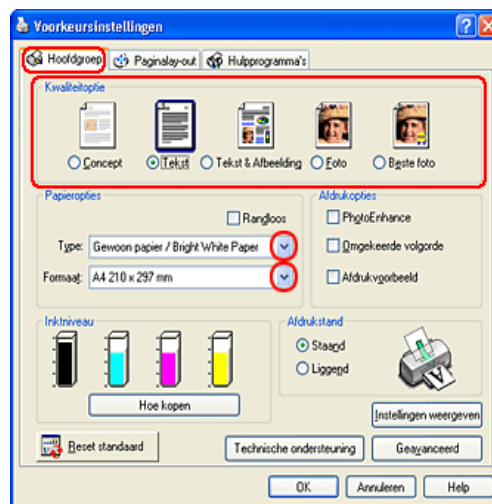 Voorkeursinstellingen
Hoofdgroep Paginalay-out Hulpprogramma's
Kwaliteitoptie
Concept Tekst Tekst & Afbeelding Foto Beste foto
Papieropties
Randloos
Type: Gewoon papier / Bright White Paper
Formaat: A4 210 x 297 mm
Afdrukopties
PhotoEnhance
Omgekeerde volgorde
Afdrukvoorbeeld
Inktniveau
Hoe kopen
Afdrukstand
Staand
Liggend
Instellingen weergeven
Reset standaard Technische ondersteuning Geavanceerd
OK Annuleren Help